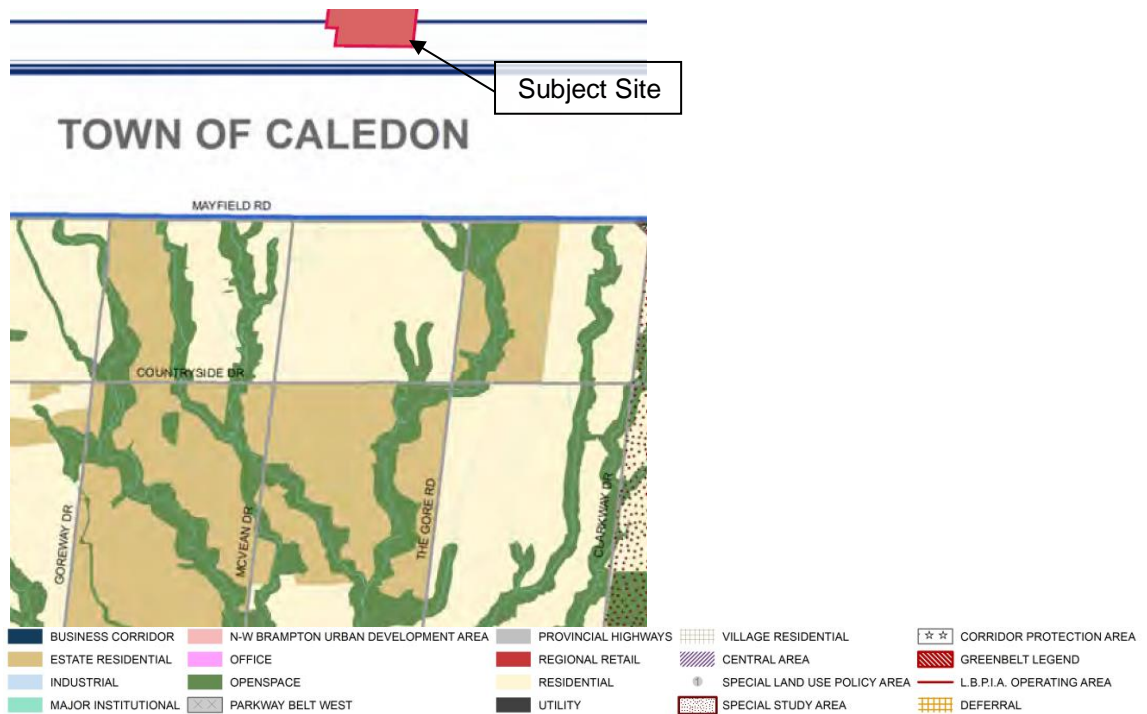 Subject Site
TOWN OF CALEDON
MAYFIELD RD
COUNTRYSIDE DR
GOREWAY DR
MCVEAN DR
THE GORE RD
CLARKWAY DR
BUSINESS CORRIDOR
N-W BRAMPTON URBAN DEVELOPMENT AREA
PROVINCIAL HIGHWAYS
VILLAGE RESIDENTIAL
CORRIDOR PROTECTION AREA
ESTATE RESIDENTIAL
OFFICE
REGIONAL RETAIL
CENTRAL AREA
GREENBELT LEGEND
INDUSTRIAL
OPENSPACE
RESIDENTIAL
1 SPECIAL LAND USE POLICY AREA
L.B.P.I.A. OPERATING AREA
MAJOR INSTITUTIONAL
PARKWAY BELT WEST
UTILITY
SPECIAL STUDY AREA
DEFERRAL